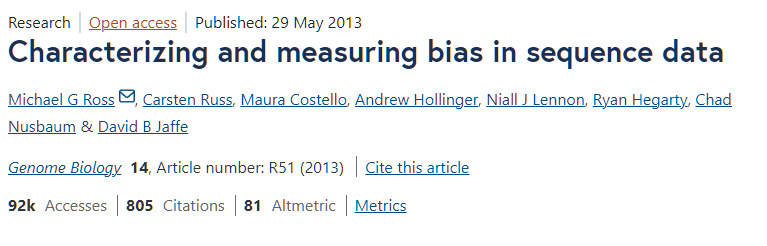 Research Open access Published: 29 May 2013
Characterizing and measuring bias in sequence data
Michael G Ross, Carsten Russ, Maura Costello, Andrew Hollinger, Niall J Lennon, Ryan Hegarty, Chad
Nusbaum & David B Jaffe
Genome Biology 14, Article number: R51 (2013) Cite this article
92k Accesses 805 Citations 81 Altmetric Metrics